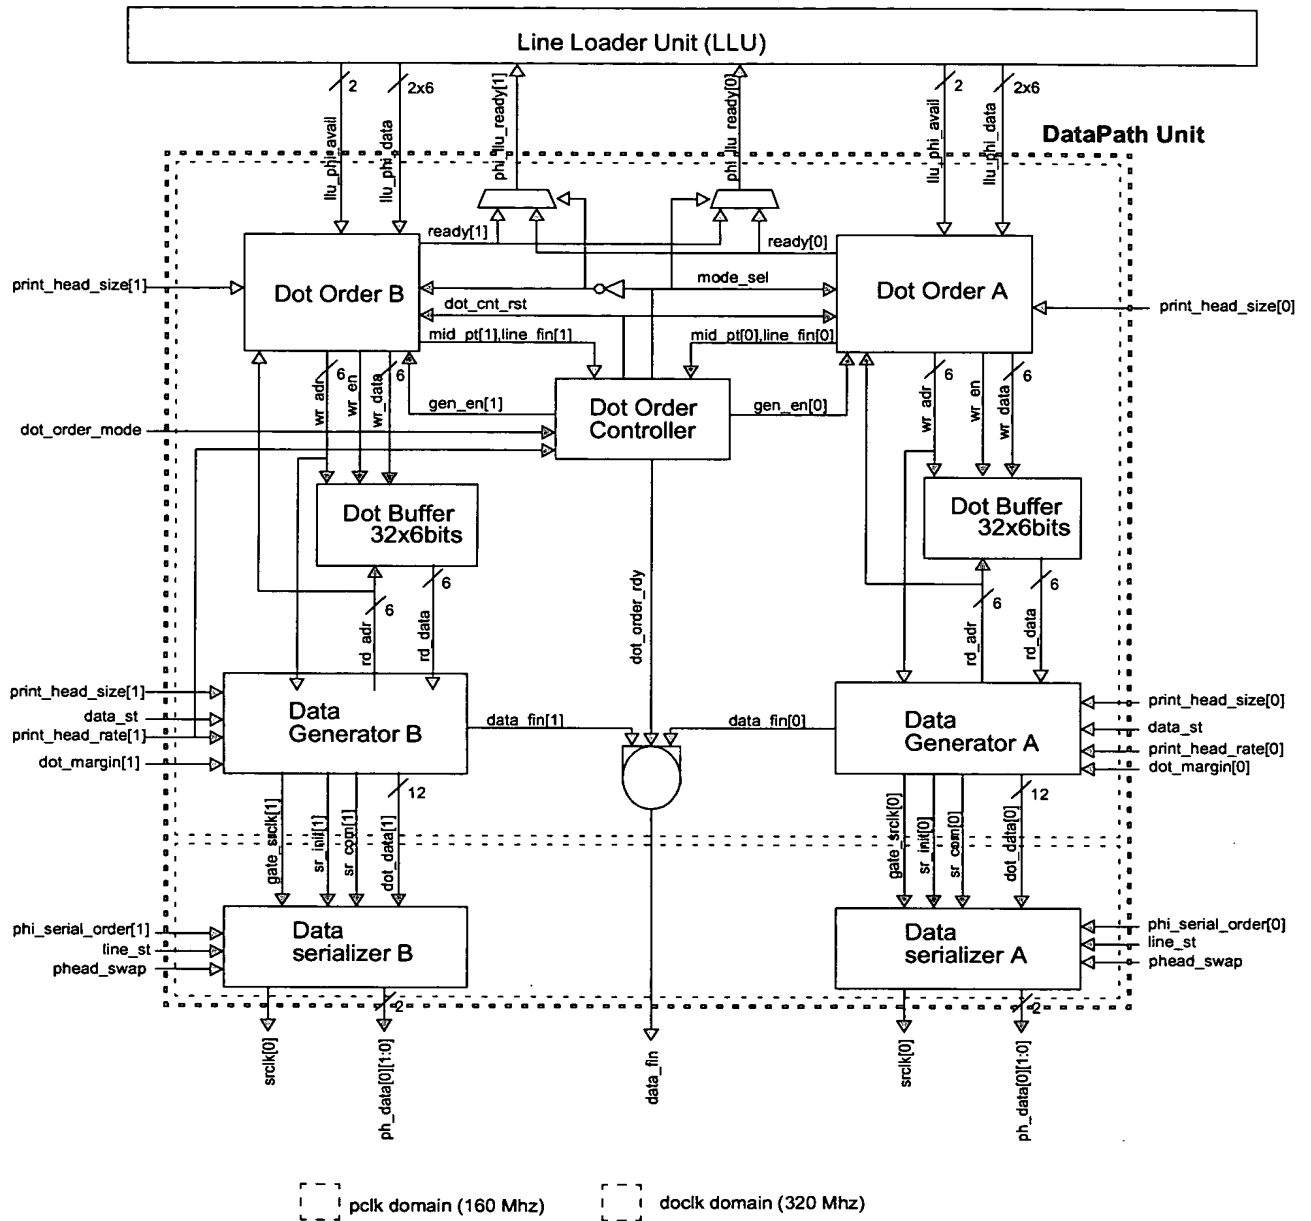 Line Loader Unit (LLU)
2
2x6
2
2x6
llu_phi_avail
llu_phi_data
phi_llu_ready[1]
phi_llu_ready[0]
llu_phi_avail
llu_phi_data
DataPath Unit
ready[1]
ready[0]
print_head_size[1]
Dot Order B
mode_sel
Dot Order A
print_head_size[0]
dot_cnt_rst
mid_pt[1],line_fin[1]
mid_pt[0],line_fin[0]
6
6
6
6
wr_adr
wr_en
wr_data
gen_en[1]
Dot Order
Controller
gen_en[0]
wr_adr
wr_en
wr_data
dot_order_mode
Dot Buffer
32x6bits
Dot Buffer
32x6bits
6
6
6
6
rd_adr
rd_data
dot_order_rdy
rd_adr
rd_data
print_head_size[1]
data_st
print_head_rate[1]
dot_margin[1]
Data
Generator B
data_fin[1]
data_fin[0]
Data
Generator A
print_head_size[0]
data_st
print_head_rate[0]
dot_margin[0]
12
12
gate_srclk[1]
sr_init[1]
sr_com[1]
dot_data[1]
gate_srclk[0]
sr_init[0]
sr_com[0]
dot_data[0]
phi_serial_order[1]
line_st
phead_swap
Data
serializer B
Data
serializer A
phi_serial_order[0]
line_st
phead_swap
2
2
srclk[0]
ph_data[0][1:0]
data_fin
srclk[0]
ph_data[0][1:0]
pclk domain (160 Mhz)
doclk domain (320 Mhz)